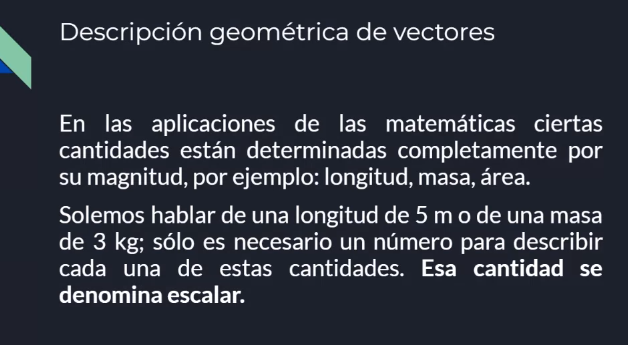 Descripción geométrica de vectores
En las aplicaciones de las matemáticas ciertas
cantidades están determinadas completamente por
su magnitud, por ejemplo: longitud, masa, área.
Solemos hablar de una longitud de 5 m o de una masa
de 3 kg; sólo es necesario un número para describir
cada una de estas cantidades. Esa cantidad se
denomina escalar.